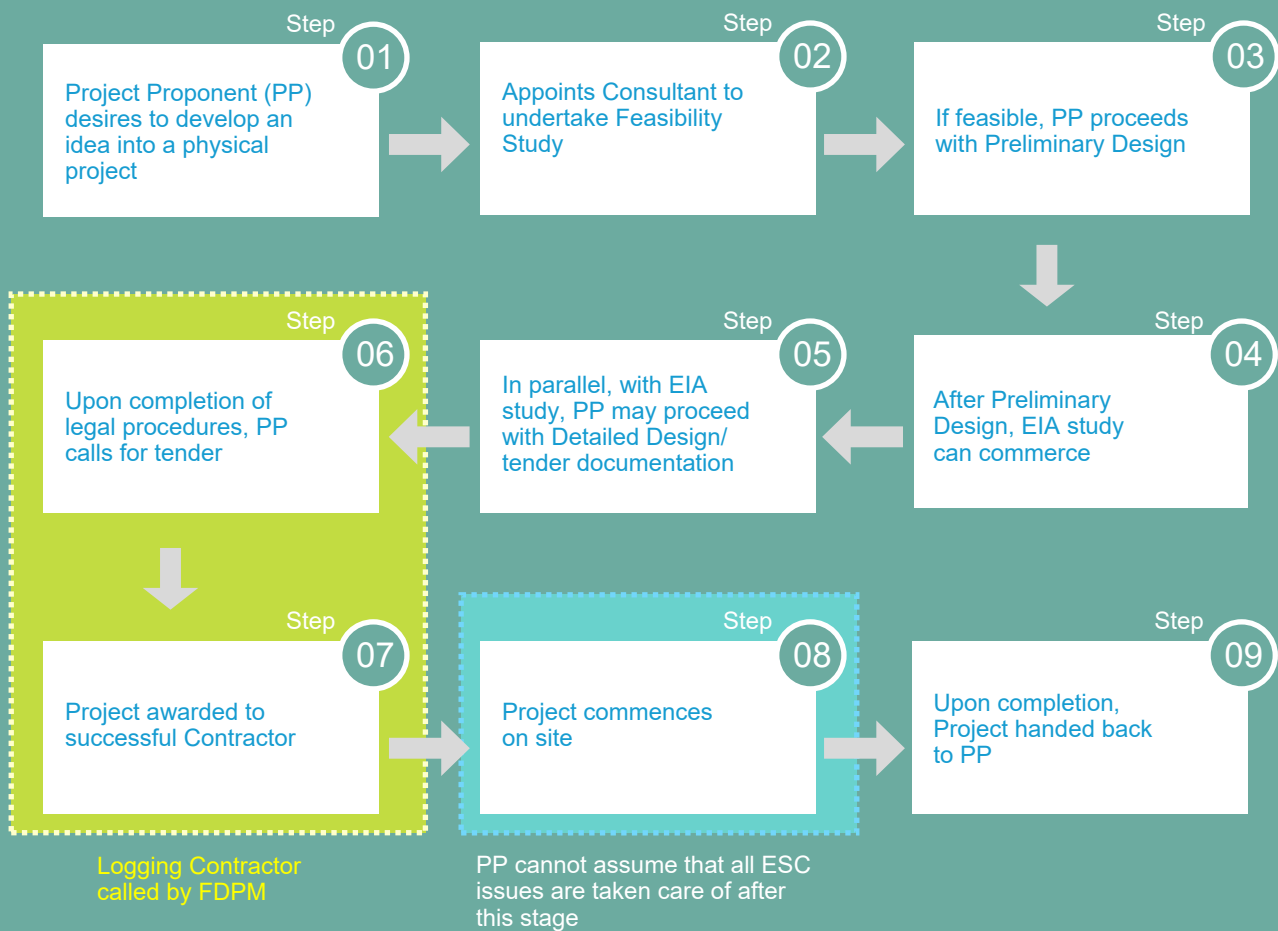 Step
01
Project Proponent (PP)
desires to develop an
idea into a physical
project
Step
02
Appoints Consultant to
undertake Feasibility
Study
Step
03
If feasible, PP proceeds
with Preliminary Design
Step
04
After Preliminary
Design, EIA study
can commerce
Step
05
In parallel, with EIA
study, PP may proceed
with Detailed Design/
tender documentation
Step
06
Upon completion of
legal procedures, PP
calls for tender
Step
07
Project awarded to
successful Contractor
Logging Contractor
called by FDPM
Step
08
Project commences
on site
PP cannot assume that all ESC
issues are taken care of after
this stage
Step
09
Upon completion,
Project handed back
to PP